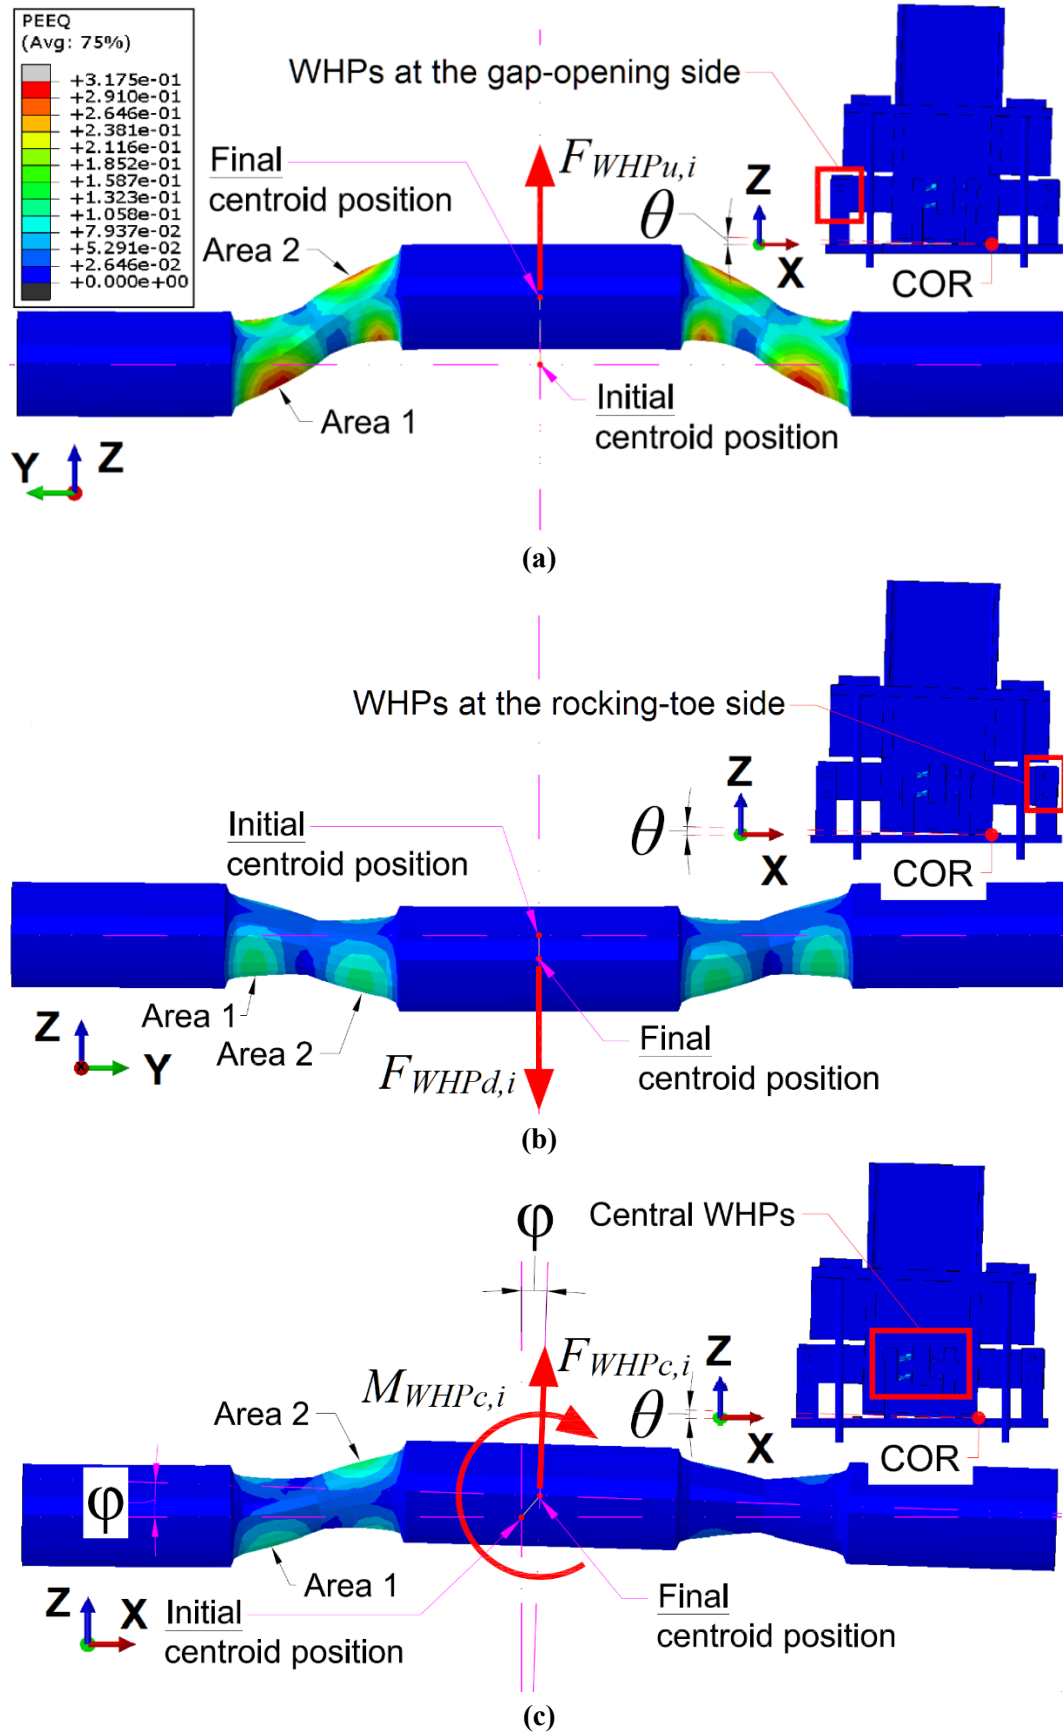 PEEQ
(Avg: 75%)
+3.175e-01
+2.910e-01
+2.646e-01
+2.381e-01
+2.116e-01
+1.852e-01
+1.587e-01
+1.323e-01
+1.058e-01
+7.937e-02
+5.291e-02
+2.646e-02
+0.000e+00
WHPs at the gap-opening side
Final
centroid position
F_WHPu,i
θ
Z
X
COR
Area 2
Area 1
Initial
centroid position
Y
Z
(a)
WHPs at the rocking-toe side
Z
θ
X
COR
Initial
centroid position
Area 1
Area 2
Z
X
Y
F_WHPd,i
Final
centroid position
(b)
φ
Central WHPs
M_WHPc,i
F_WHPc,i
Z
θ
X
COR
Area 2
φ
Area 1
Z
X
Initial
centroid position
Final
centroid position
(c)